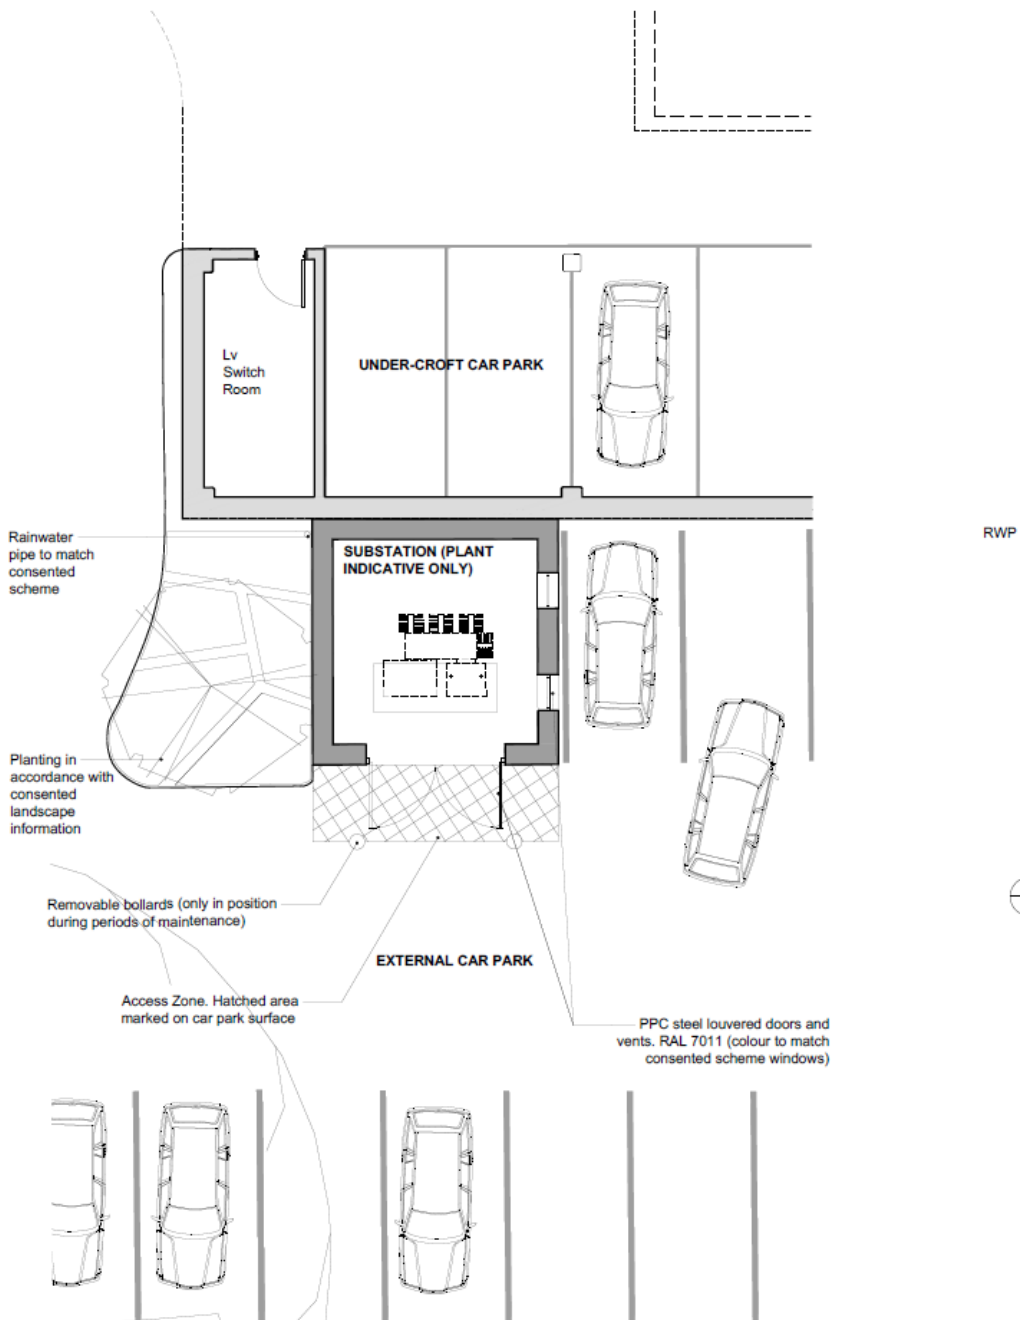 Lv
Switch
Room
UNDER-CROFT CAR PARK
Rainwater
pipe to match
consented
scheme
RWP
SUBSTATION (PLANT
INDICATIVE ONLY)
Planting in
accordance with
consented
landscape
information
Removable bollards (only in position
during periods of maintenance)
EXTERNAL CAR PARK
Access Zone. Hatched area
marked on car park surface
PPC steel louvered doors and
vents. RAL 7011 (colour to match
consented scheme windows)